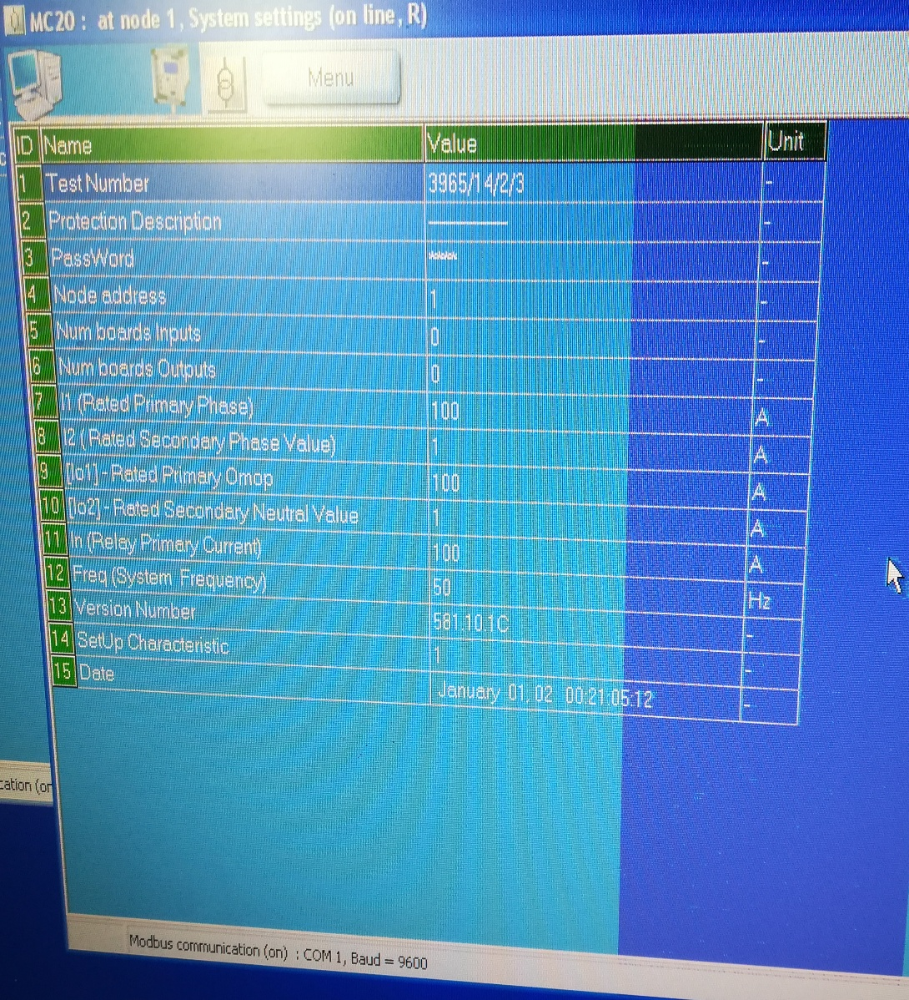 MC20 : at node 1, System settings (on line, R)
Menu
ID Name Value Unit
1 Test Number 3965/14/2/3 -
2 Protection Description ---------------- -
3 PassWord **** -
4 Node address 1 -
5 Num boards Inputs 0 -
6 Num boards Outputs 0 -
7 I1 (Rated Primary Phase) 100 A
8 I2 ( Rated Secondary Phase Value) 1 A
9 [Io1] - Rated Primary Omop 100 A
10 [Io2] - Rated Secondary Neutral Value 1 A
11 In (Relay Primary Current) 100 A
12 Freq (System Frequency) 50 Hz
13 Version Number 581.10.1C -
14 SetUp Characteristic 1 -
15 Date January 01, 02 00:21:05:12 -
cation (on
Modbus communication (on) : COM 1, Baud = 9600